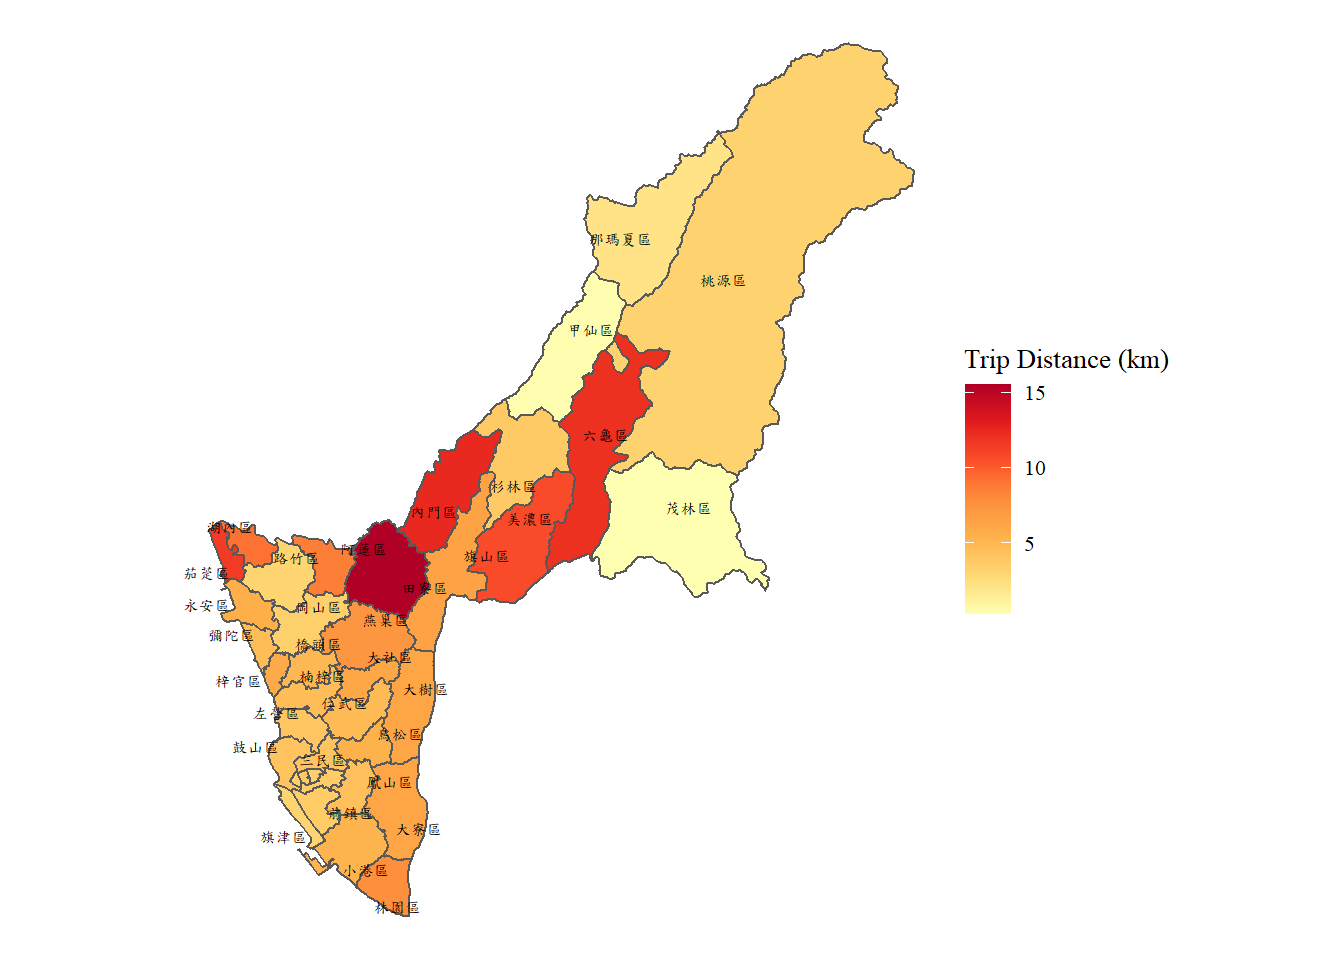 那瑪夏區
桃源區
甲仙區
Trip Distance (km)
15
10
5
六龜區
杉林區
茂林區
內門區
美濃區
湖內區
阿蓮區
路竹區
旗山區
茄萣區
田寮區
永安區
岡山區
燕巢區
彌陀區
橋頭區
大社區
梓官區
楠梓區
大樹區
仁武區
左營區
鳥松區
鼓山區
三民區
鳳山區
前鎮區
旗津區
大寮區
小港區
林園區